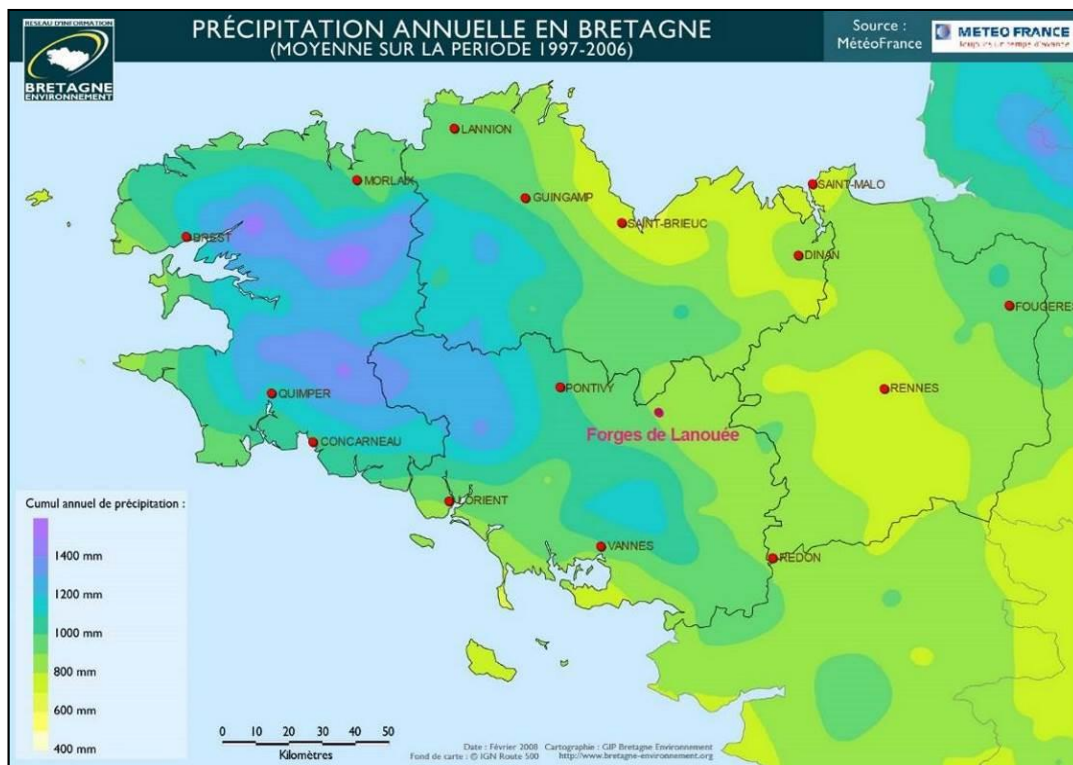 RESEAU D'INFORMATION
BRETAGNE
ENVIRONNEMENT
PRÉCIPITATION ANNUELLE EN BRETAGNE
(MOYENNE SUR LA PERIODE 1997-2006)
Source :
MétéoFrance
METEO FRANCE
Toujours un temps d'avance
LANNION
MORLAIX
GUINGAMP
SAINT-MALO
SAINT-BRIEUC
BREST
DINAN
FOUGERES
QUIMPER
PONTIVY
RENNES
Forges de Lanouée
CONCARNEAU
LORIENT
VANNES
REDON
Cumul annuel de précipitation :
1400 mm
1200 mm
1000 mm
800 mm
600 mm
400 mm
0 10 20 30 40 50
Kilomètres
Date : Février 2008 Cartographie : GIP Bretagne Environnement
Fond de carte : © IGN Route 500 http://www.bretagne-environnement.org